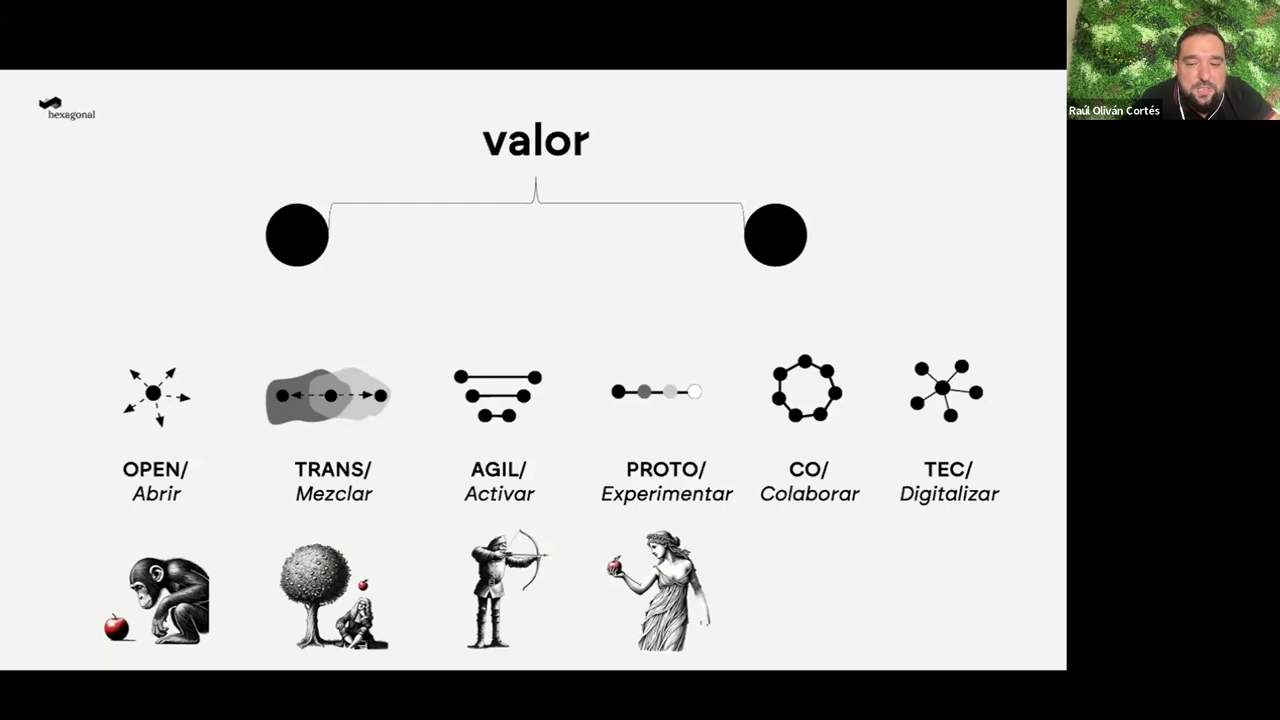 hexagonal
valor
OPEN/
Abrir
TRANS/
Mezclar
AGIL/
Activar
PROTO/
Experimentar
CO/
Colaborar
TEC/
Digitalizar
Raúl Oliván Cortés